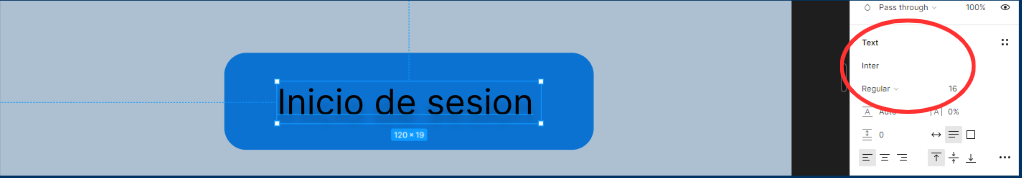 Pass through 100%
Text
Inter
Regular 16
Auto |A| 0%
0
Inicio de sesion
120 × 19